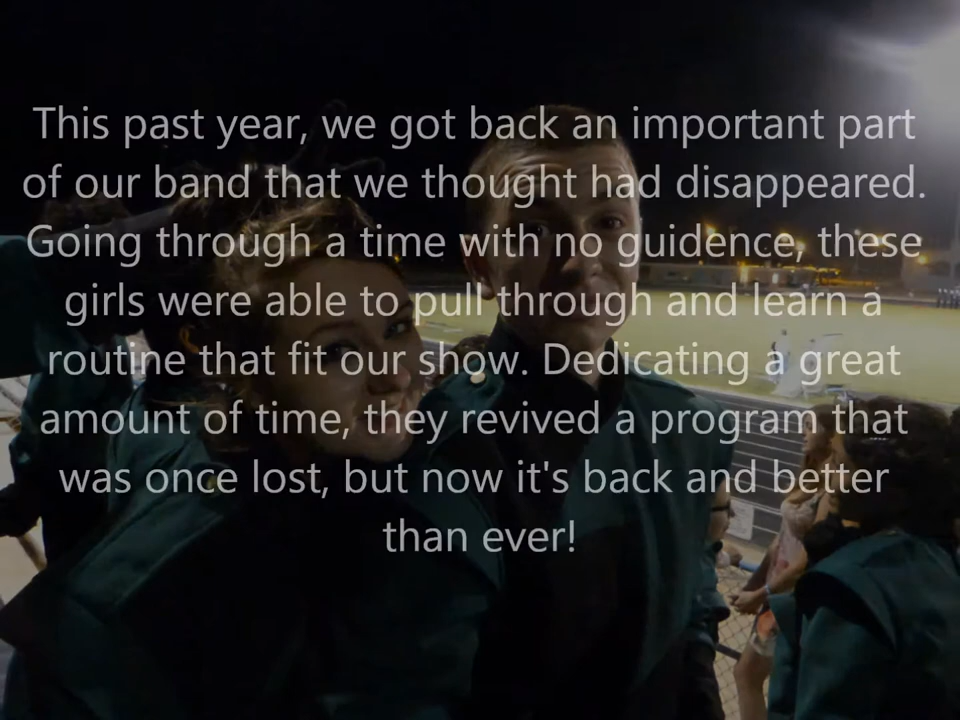 This past year, we got back an important part
of our band that we thought had disappeared.
Going through a time with no guidence, these
girls were able to pull through and learn a
routine that fit our show. Dedicating a great
amount of time, they revived a program that
was once lost, but now it's back and better
than ever!